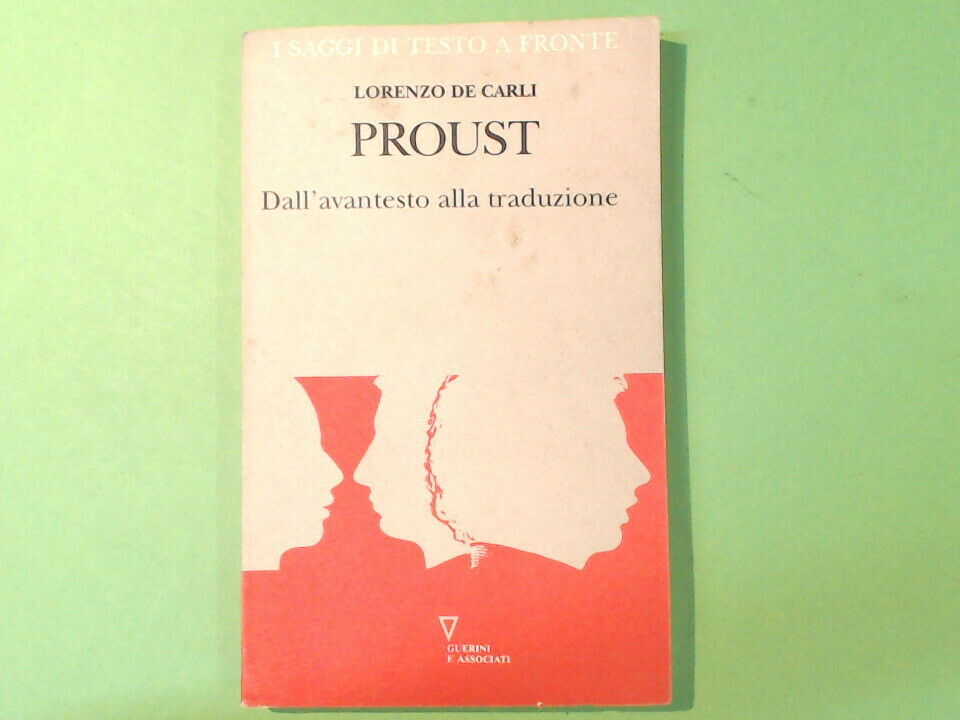 I SAGGI DI TESTO A FRONTE
LORENZO DE CARLI
PROUST
Dall'avantesto alla traduzione
GUERINI
E ASSOCIATI